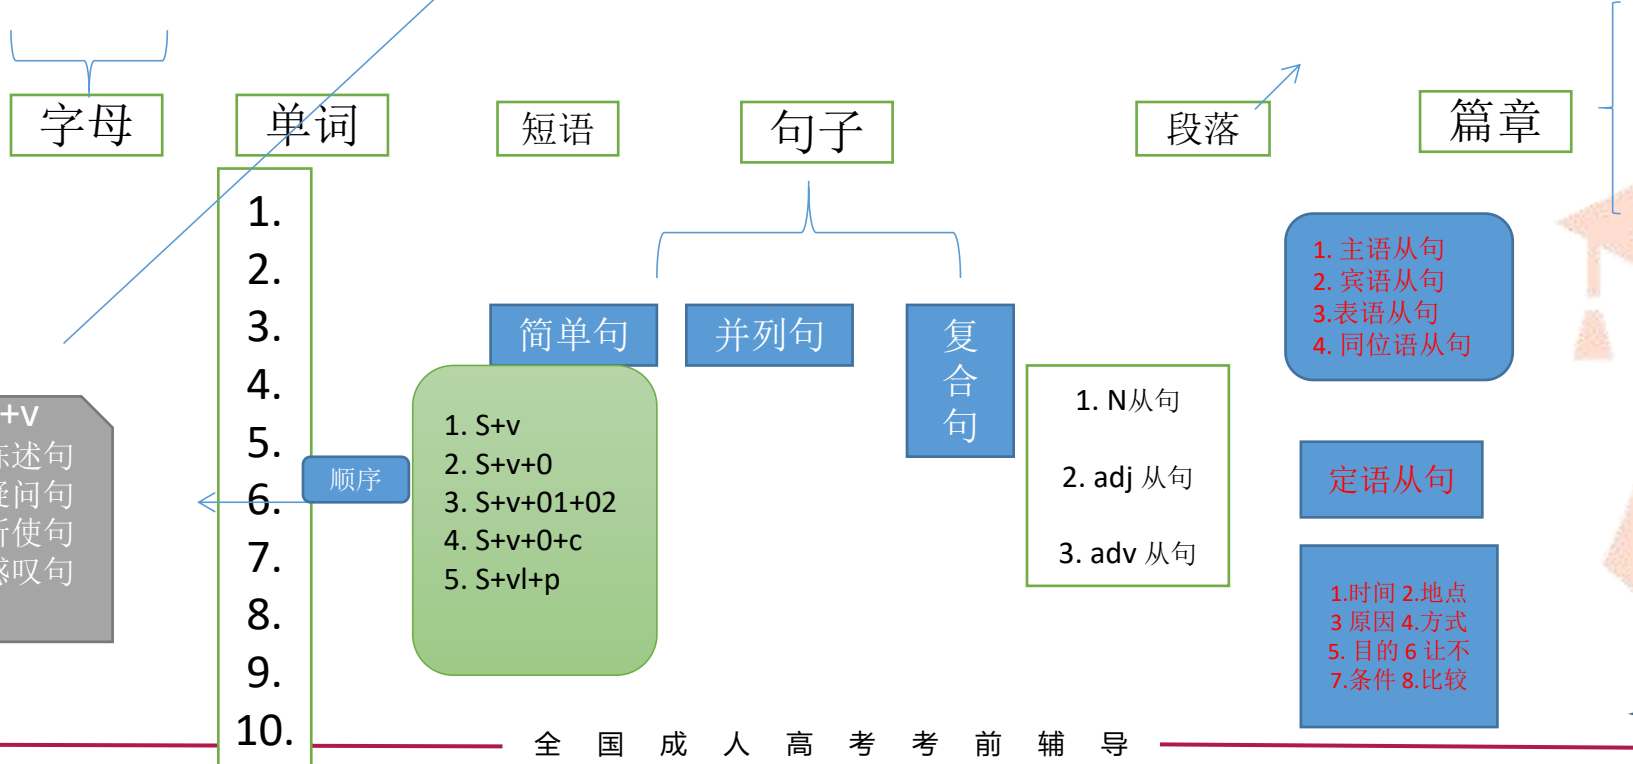 字母
单词
短语
句子
段落
篇章
1.
2.
3.
4.
5.
6.
7.
8.
9.
10.
+v
述句
问句
使句
叹句
顺序
简单句
并列句
复
合
句
1. S+v
2. S+v+0
3. S+v+01+02
4. S+v+0+c
5. S+vl+p
1. N从句
2. adj 从句
3. adv 从句
1. 主语从句
2. 宾语从句
3.表语从句
4. 同位语从句
定语从句
1.时间 2.地点
3 原因 4.方式
5. 目的 6 让不
7.条件 8.比较
全国成人高考考前辅导